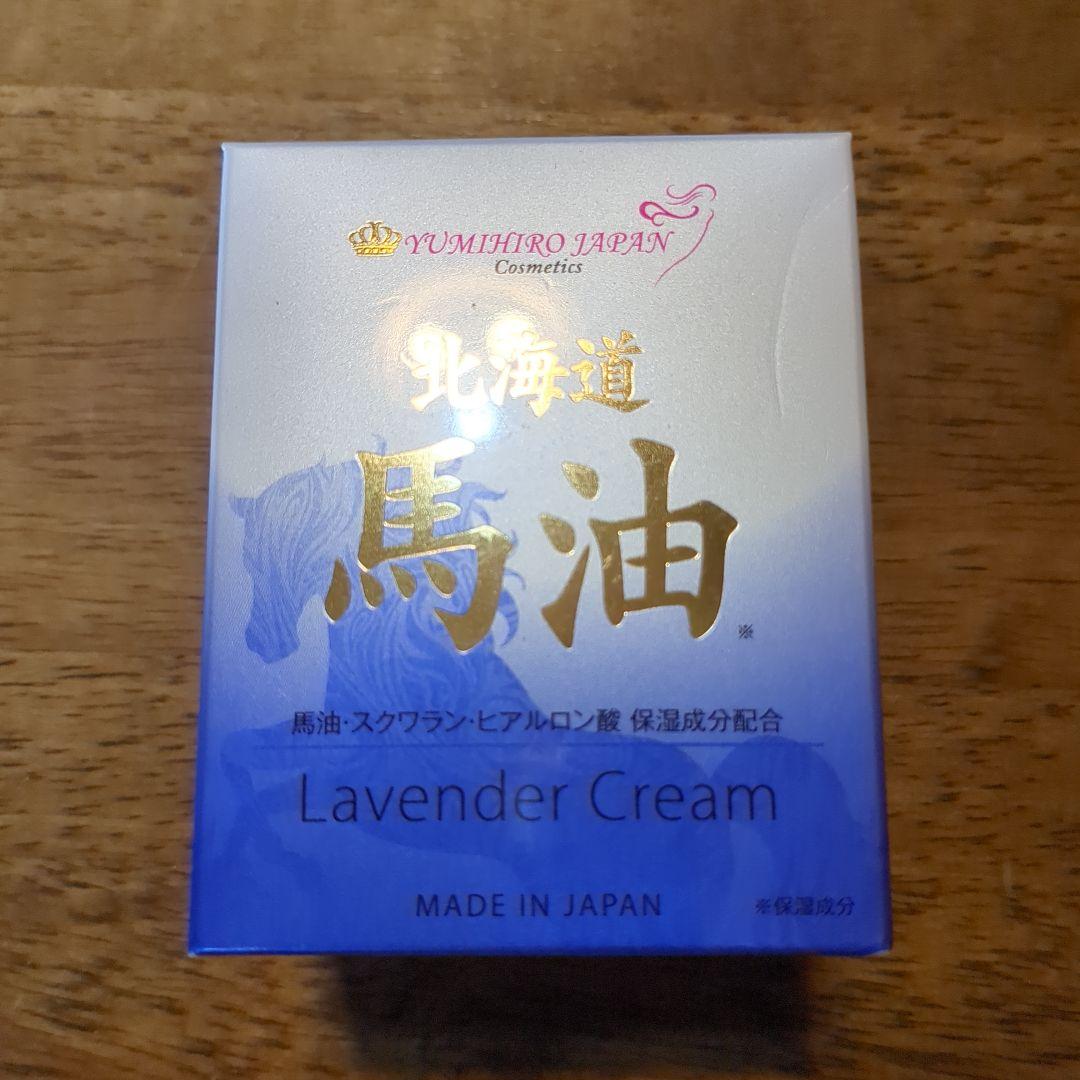 YUMIHIRO JAPAN
Cosmetics
北海道
馬油※
馬油・スクワラン・ヒアルロン酸 保湿成分配合
Lavender Cream
MADE IN JAPAN
※保湿成分